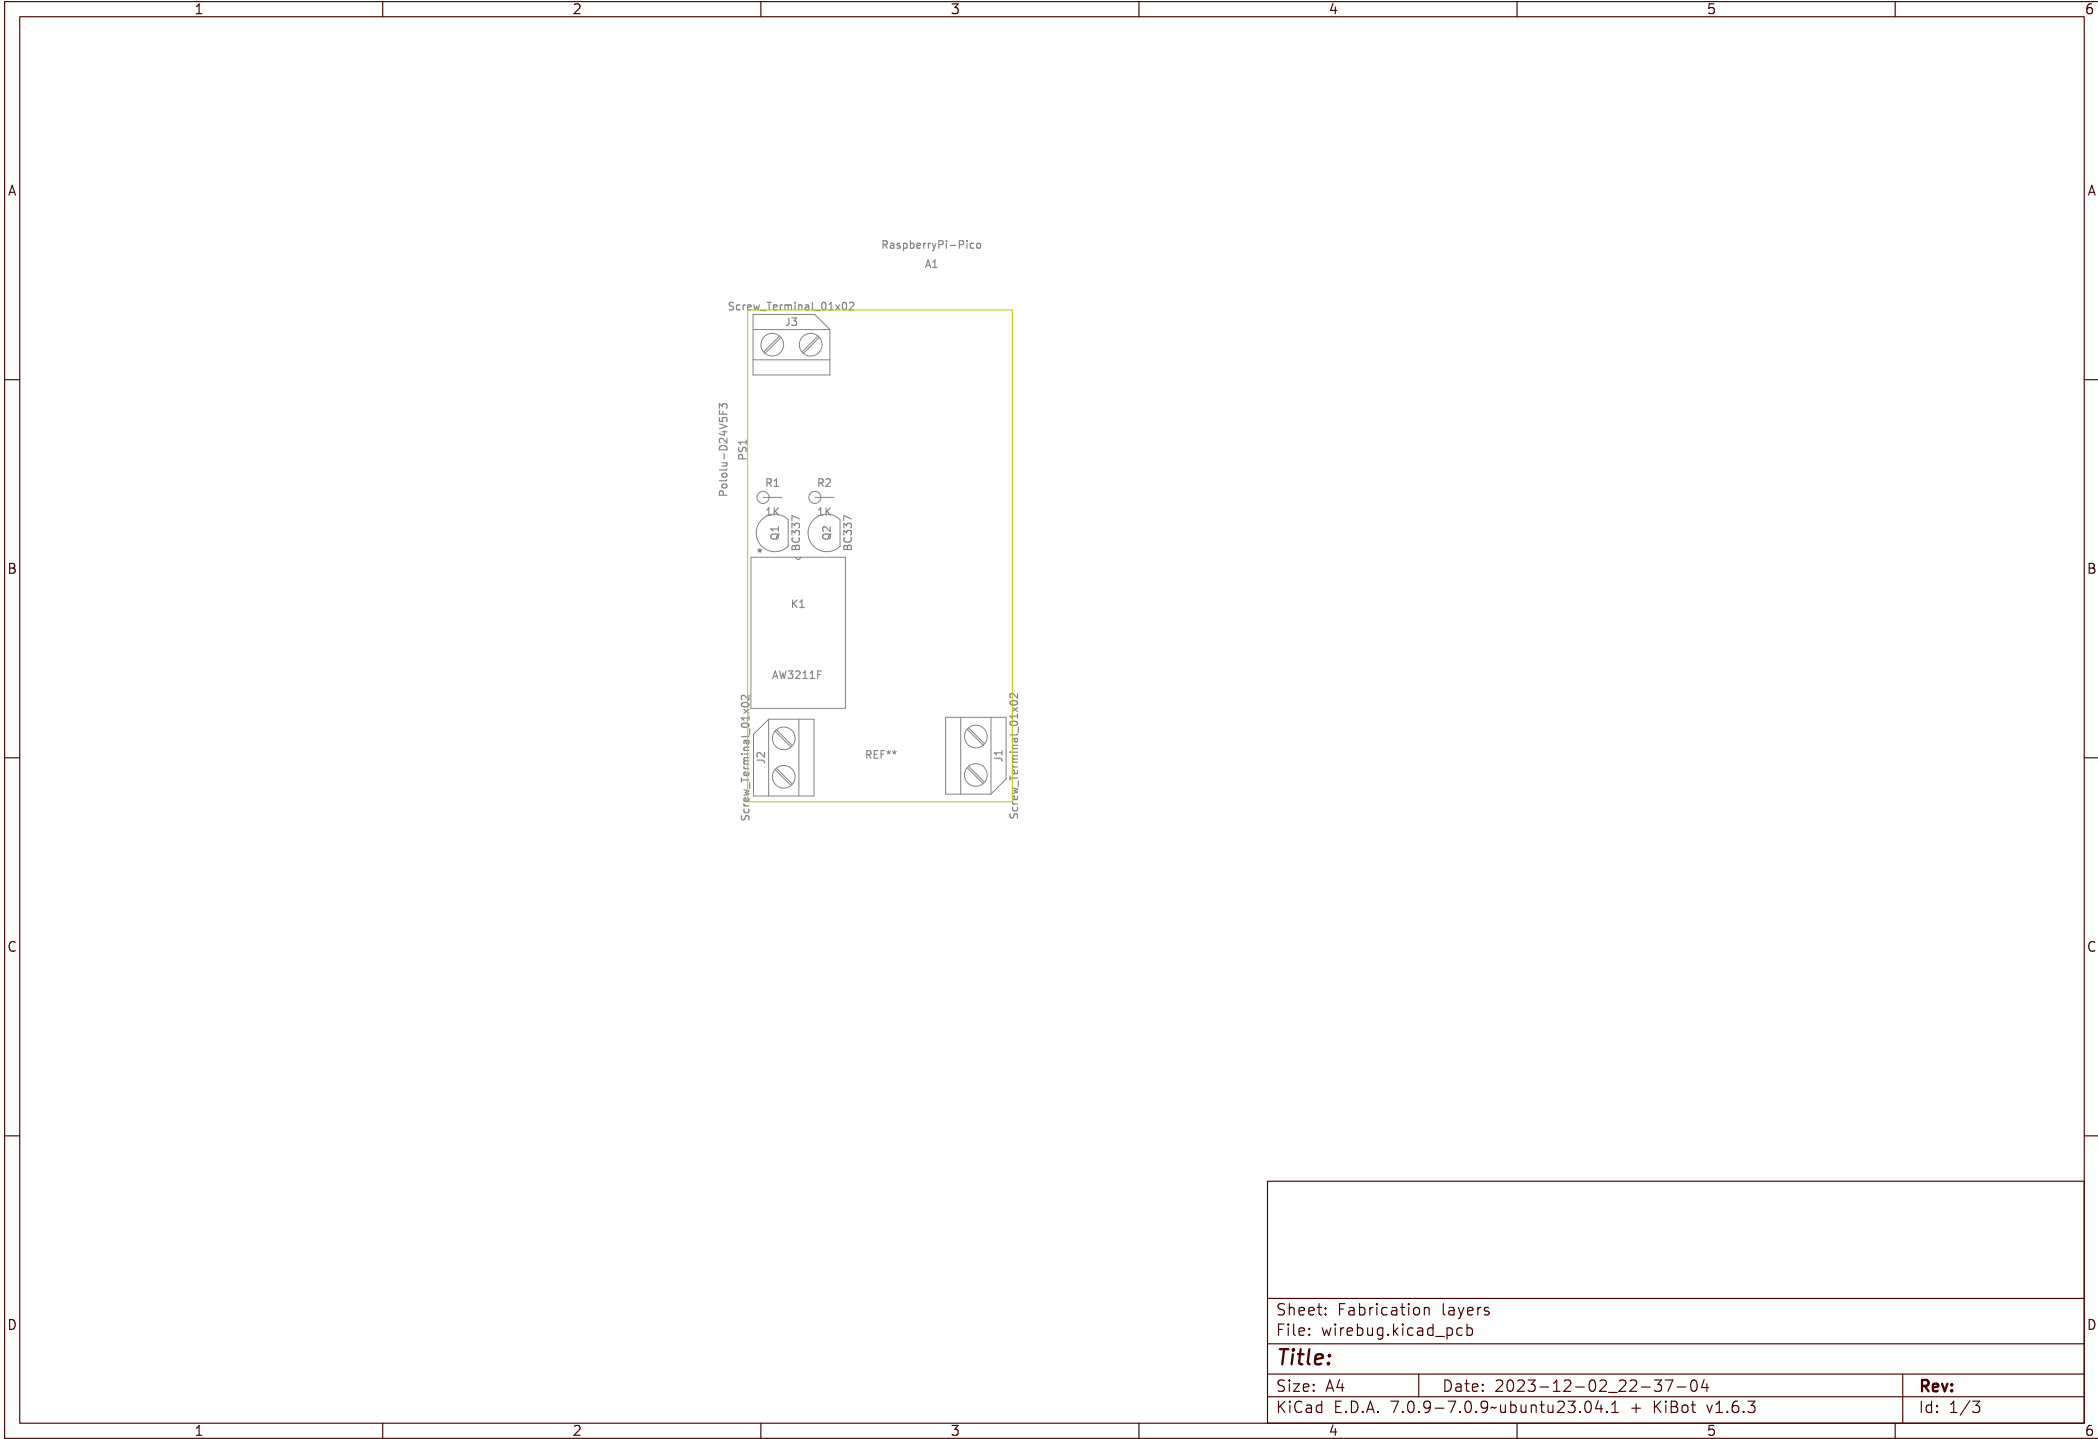 1 2 3 4 5 6
A A
RaspberryPi-Pico
A1
Screw_Terminal_01x02
J3
Pololu-D24V5F3
PS1
R1 R2
1K 1K
Q1 BC337 Q2 BC337
*
B B
K1
AW3211F
Screw_Terminal_01x02
J2
REF**
J1
Screw_Terminal_01x02
C C
D D
Sheet: Fabrication layers
File: wirebug.kicad_pcb
Title:
Size: A4 Date: 2023-12-02_22-37-04 Rev:
KiCad E.D.A. 7.0.9-7.0.9~ubuntu23.04.1 + KiBot v1.6.3 Id: 1/3
1 2 3 4 5 6